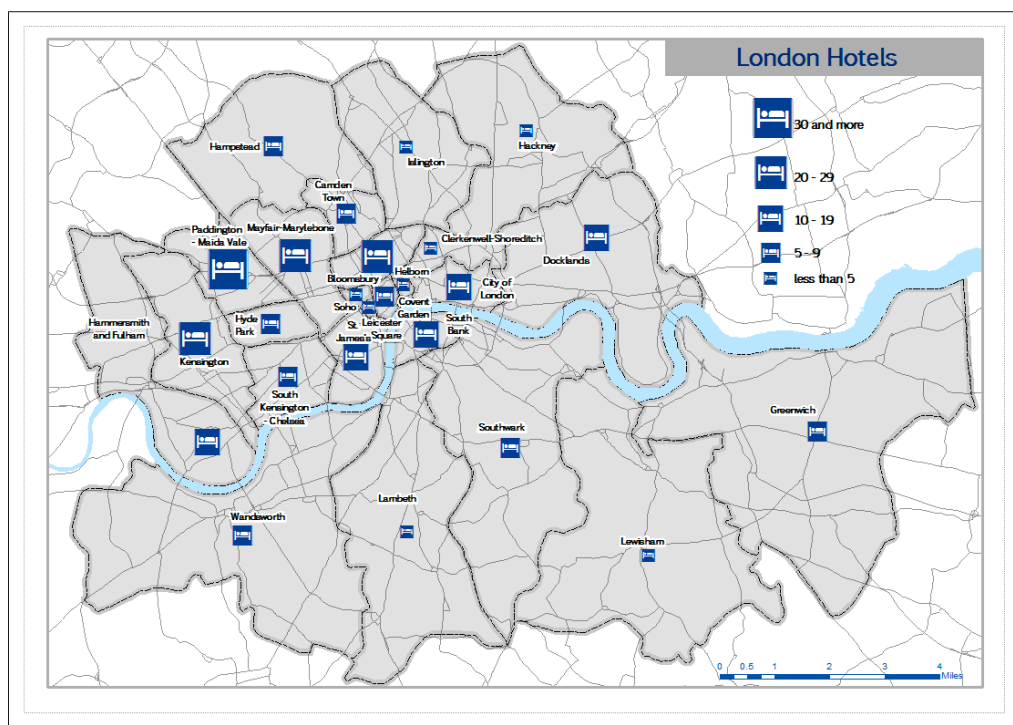 London Hotels
30 and more
20 - 29
10 - 19
5 - 9
less than 5
Hampstead
Islington
Hackney
Camden
Town
Paddington
- Maida Vale
Mayfair-Marylebone
Clerkenwell-Shoreditch
Docklands
Bloomsbury
Holborn
City of
London
Soho
Covent
Garden
Leicester
Square
South
Bank
St.
James's
Hyde
Park
Hammersmith
and Fulham
Kensington
South
Kensington
- Chelsea
Greenwich
Southwark
Lambeth
Wandsworth
Lewisham
0 0.5 1 2 3 4
Miles